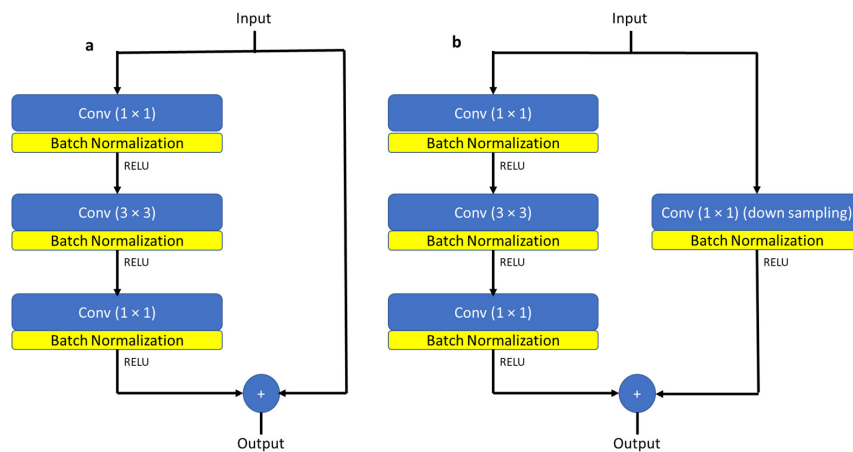 Input
a
Conv (1 × 1)
Batch Normalization
RELU
Conv (3 × 3)
Batch Normalization
RELU
Conv (1 × 1)
Batch Normalization
RELU
+
Output
Input
b
Conv (1 × 1)
Batch Normalization
RELU
Conv (3 × 3)
Batch Normalization
RELU
Conv (1 × 1)
Batch Normalization
RELU
Conv (1 × 1) (down sampling)
Batch Normalization
RELU
+
Output